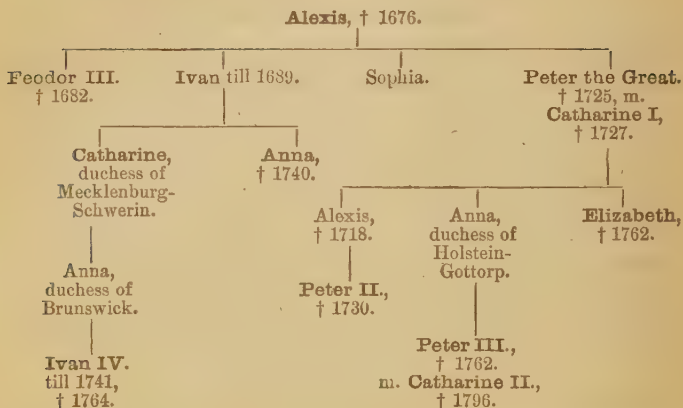 Alexis, † 1676.
Feodor III.
† 1682.
Ivan till 1689.
Sophia.
Peter the Great.
† 1725, m.
Catharine I,
† 1727.
Catharine,
duchess of
Mecklenburg-
Schwerin.
Anna,
† 1740.
Alexis,
† 1718.
Anna,
duchess of
Holstein-
Gottorp.
Elizabeth,
† 1762.
Anna,
duchess of
Brunswick.
Peter II.,
† 1730.
Ivan IV.
till 1741,
† 1764.
Peter III.,
† 1762.
m. Catharine II.,
† 1796.